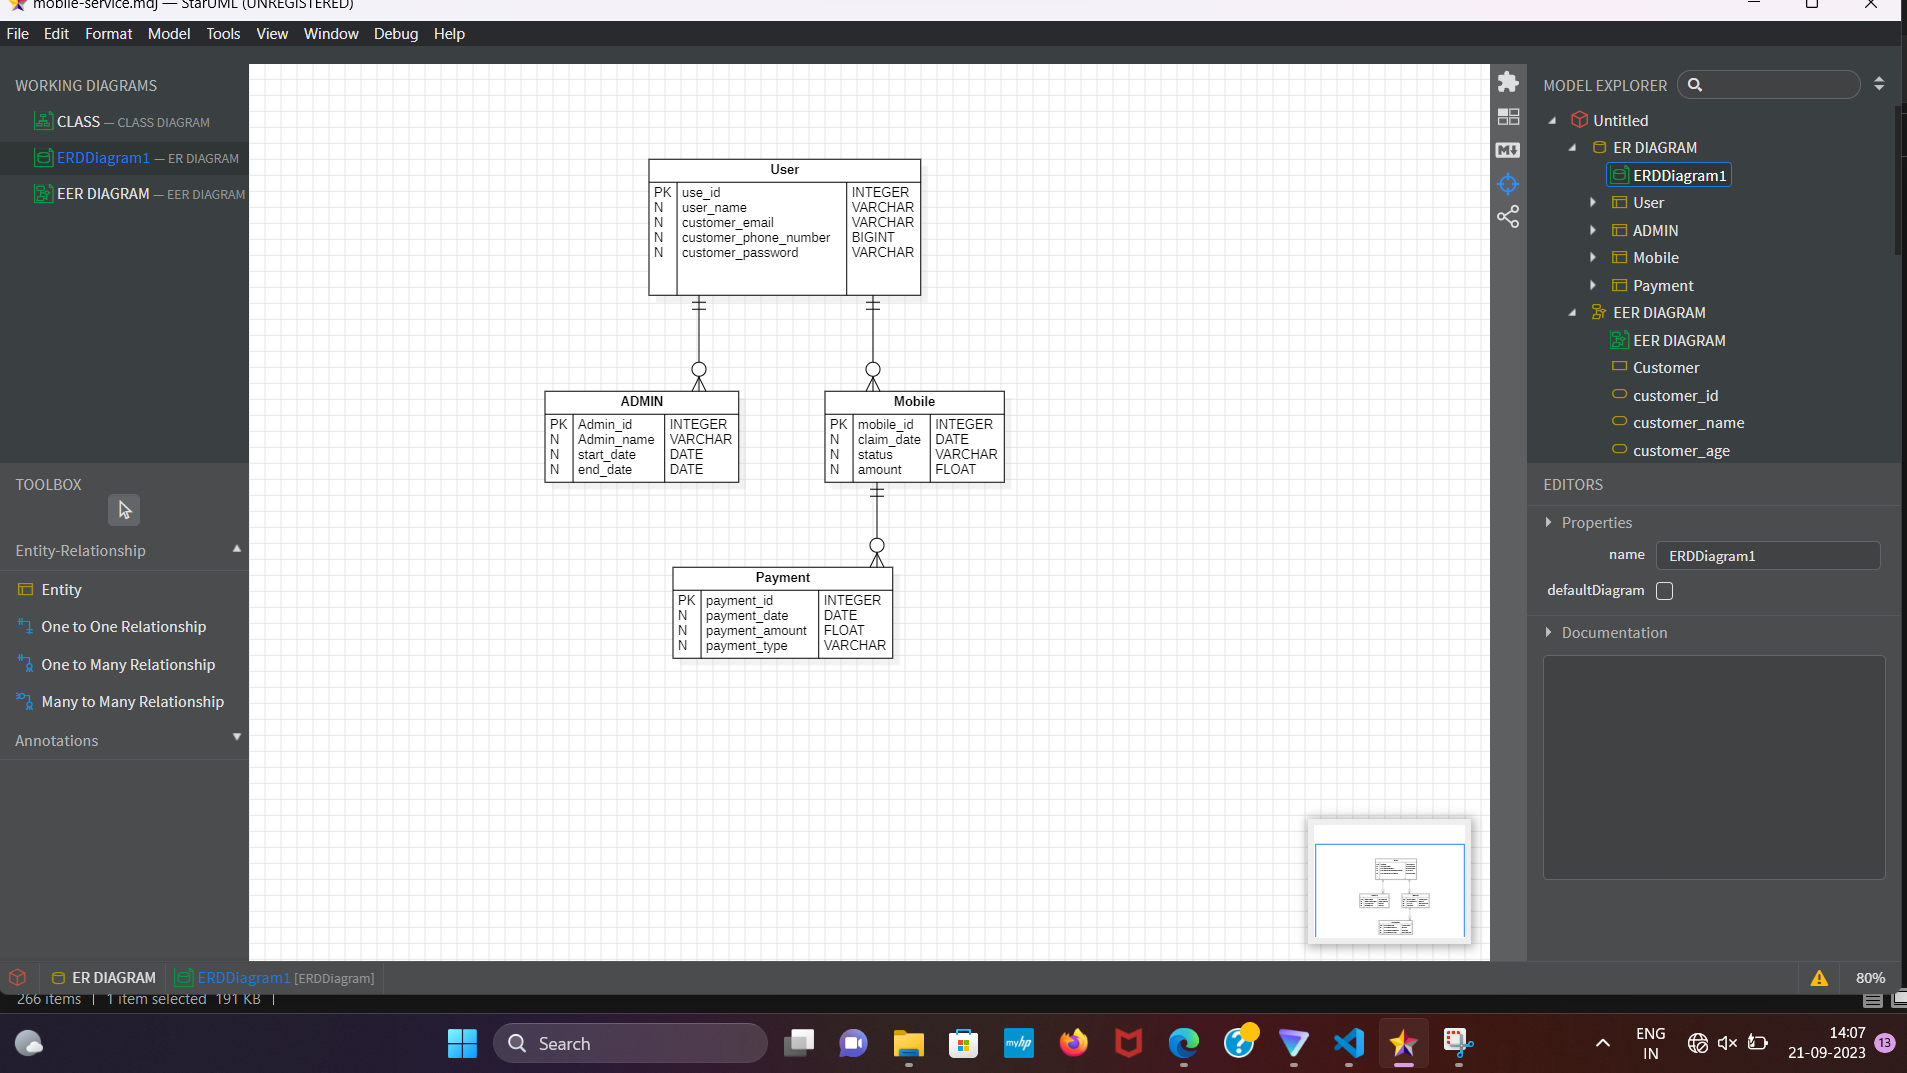 mobile-service.mdj — StarUML (UNREGISTERED)
File Edit Format Model Tools View Window Debug Help
WORKING DIAGRAMS
CLASS — CLASS DIAGRAM
ERDDiagram1 — ER DIAGRAM
EER DIAGRAM — EER DIAGRAM
TOOLBOX
Entity-Relationship
Entity
One to One Relationship
One to Many Relationship
Many to Many Relationship
Annotations
User
PK use_id INTEGER
N user_name VARCHAR
N customer_email VARCHAR
N customer_phone_number BIGINT
N customer_password VARCHAR
ADMIN
PK Admin_id INTEGER
N Admin_name VARCHAR
N start_date DATE
N end_date DATE
Mobile
PK mobile_id INTEGER
N claim_date DATE
N status VARCHAR
N amount FLOAT
Payment
PK payment_id INTEGER
N payment_date DATE
N payment_amount FLOAT
N payment_type VARCHAR
M
MODEL EXPLORER
Untitled
ER DIAGRAM
ERDDiagram1
User
ADMIN
Mobile
Payment
EER DIAGRAM
EER DIAGRAM
Customer
customer_id
customer_name
customer_age
EDITORS
Properties
name ERDDiagram1
defaultDiagram
Documentation
ER DIAGRAM ERDDiagram1 [ERDDiagram] 80%
266 items 1 item selected 191 KB
Search
myhp
ENG
IN
14:07
21-09-2023
13